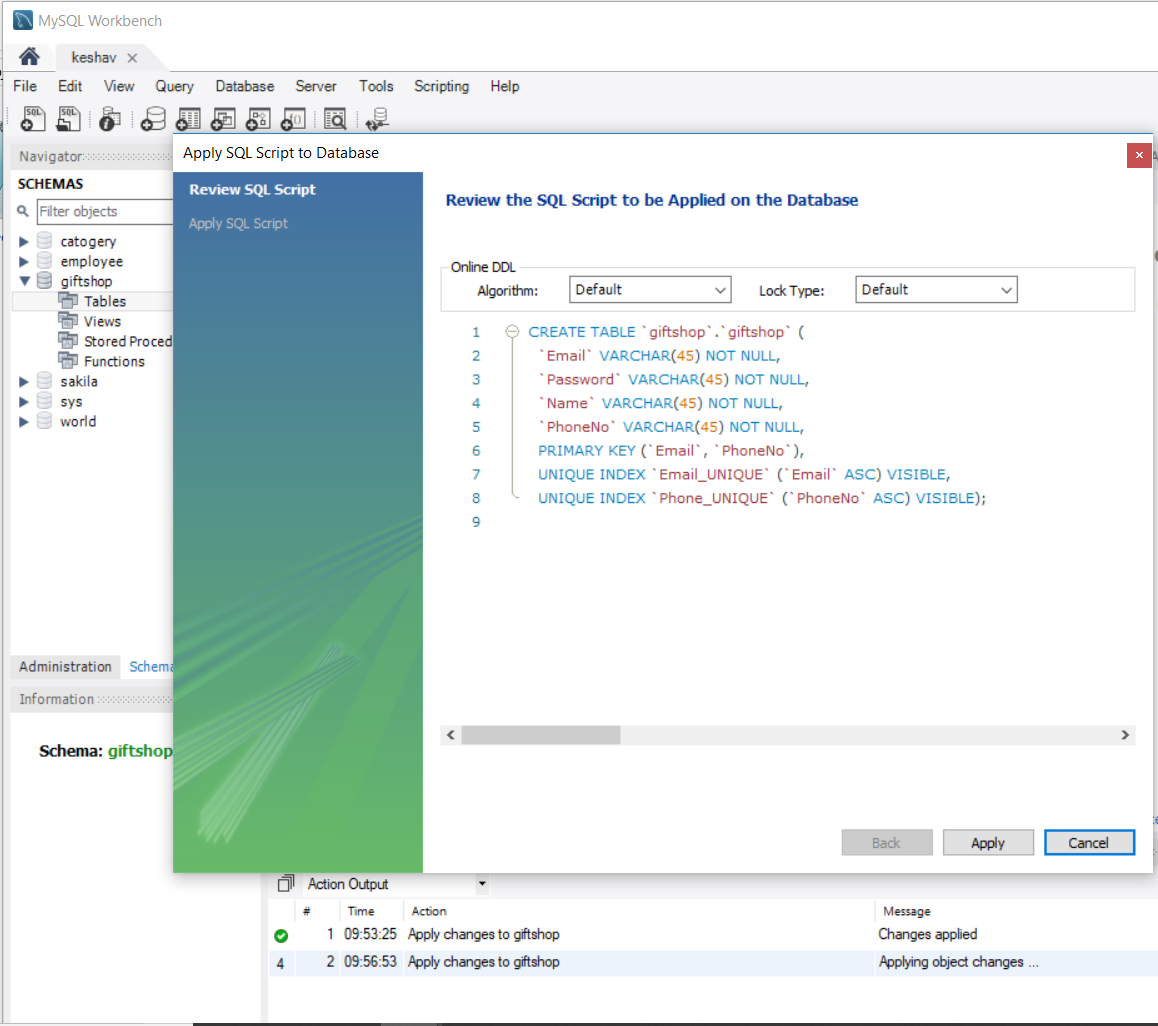 MySQL Workbench
keshav
File Edit View Query Database Server Tools Scripting Help
Navigator
SCHEMAS
Filter objects
catogery
employee
giftshop
Tables
Views
Stored Proced
Functions
sakila
sys
world
Administration Schema
Information
Schema: giftshop
Apply SQL Script to Database
Review SQL Script
Apply SQL Script
Review the SQL Script to be Applied on the Database
Online DDL
Algorithm: Default Lock Type: Default
1 CREATE TABLE `giftshop`.`giftshop` (
2 `Email` VARCHAR(45) NOT NULL,
3 `Password` VARCHAR(45) NOT NULL,
4 `Name` VARCHAR(45) NOT NULL,
5 `PhoneNo` VARCHAR(45) NOT NULL,
6 PRIMARY KEY (`Email`, `PhoneNo`),
7 UNIQUE INDEX `Email_UNIQUE` (`Email` ASC) VISIBLE,
8 UNIQUE INDEX `Phone_UNIQUE` (`PhoneNo` ASC) VISIBLE);
9
Back Apply Cancel
Action Output
# Time Action Message
1 09:53:25 Apply changes to giftshop Changes applied
4 2 09:56:53 Apply changes to giftshop Applying object changes ...